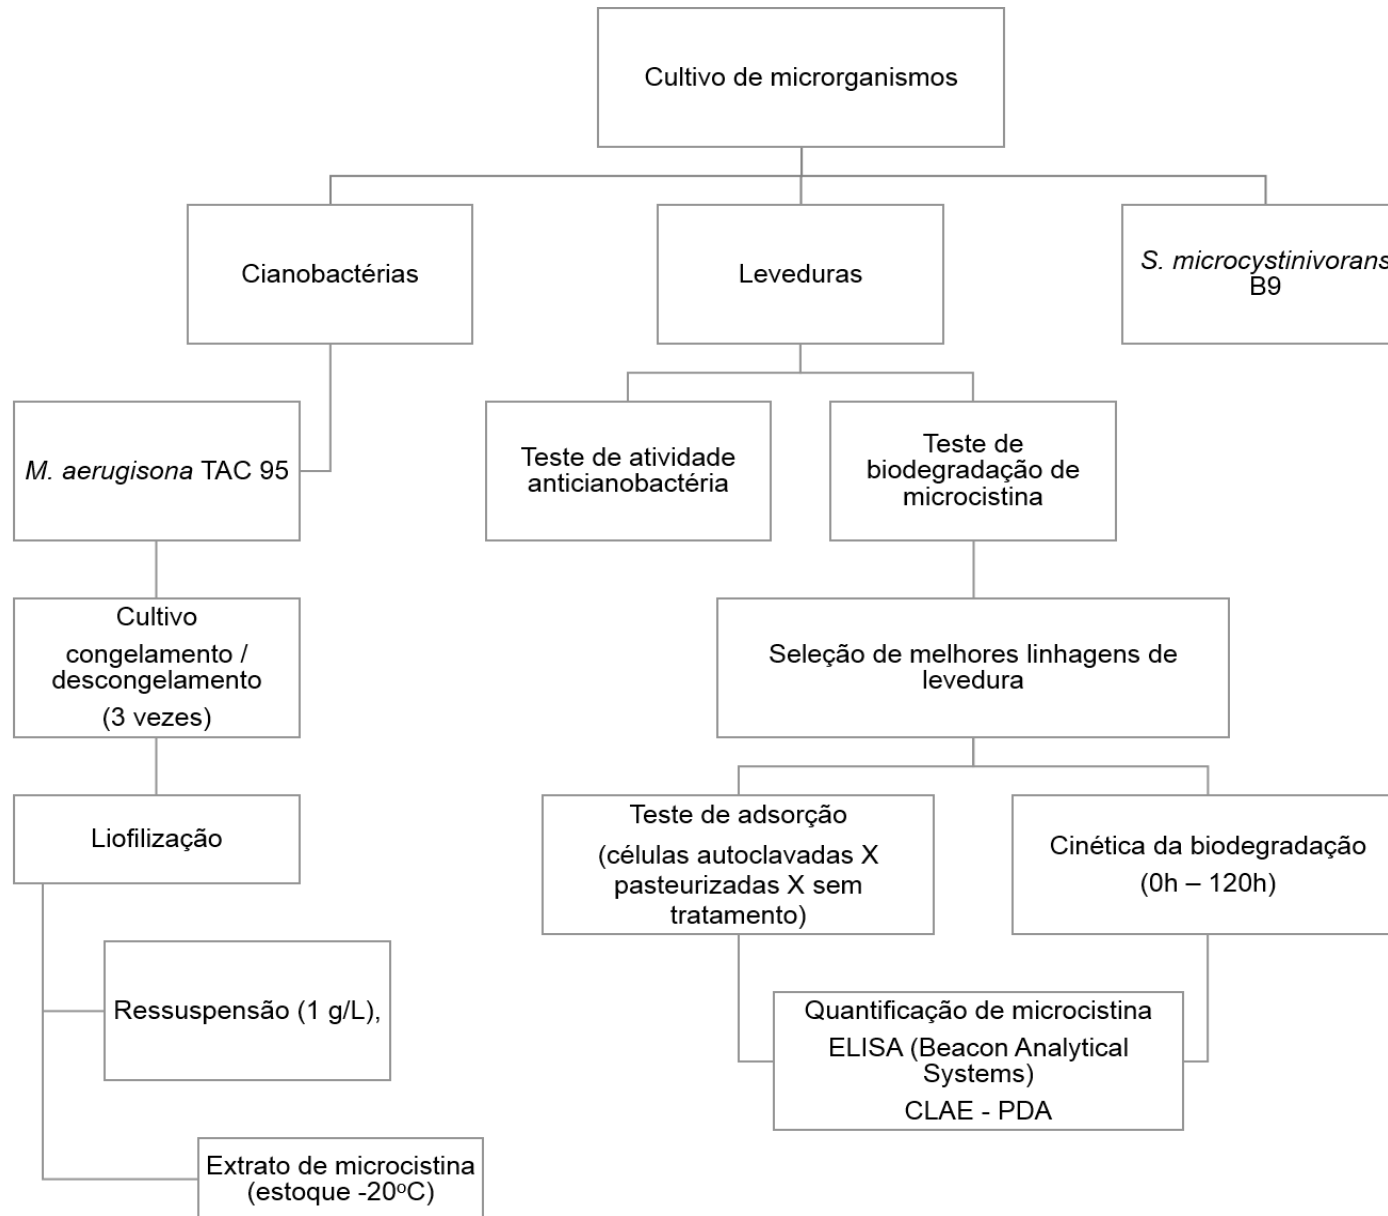 Cultivo de microrganismos
Cianobactérias
Leveduras
S. microcystinivorans
B9
M. aerugisona TAC 95
Teste de atividade
anticianobactéria
Teste de
biodegradação de
microcistina
Cultivo
congelamento /
descongelamento
(3 vezes)
Seleção de melhores linhagens de
levedura
Liofilização
Teste de adsorção
(células autoclavadas X
pasteurizadas X sem
tratamento)
Cinética da biodegradação
(0h – 120h)
Ressuspensão (1 g/L),
Quantificação de microcistina
ELISA (Beacon Analytical
Systems)
CLAE - PDA
Extrato de microcistina
(estoque -20ºC)